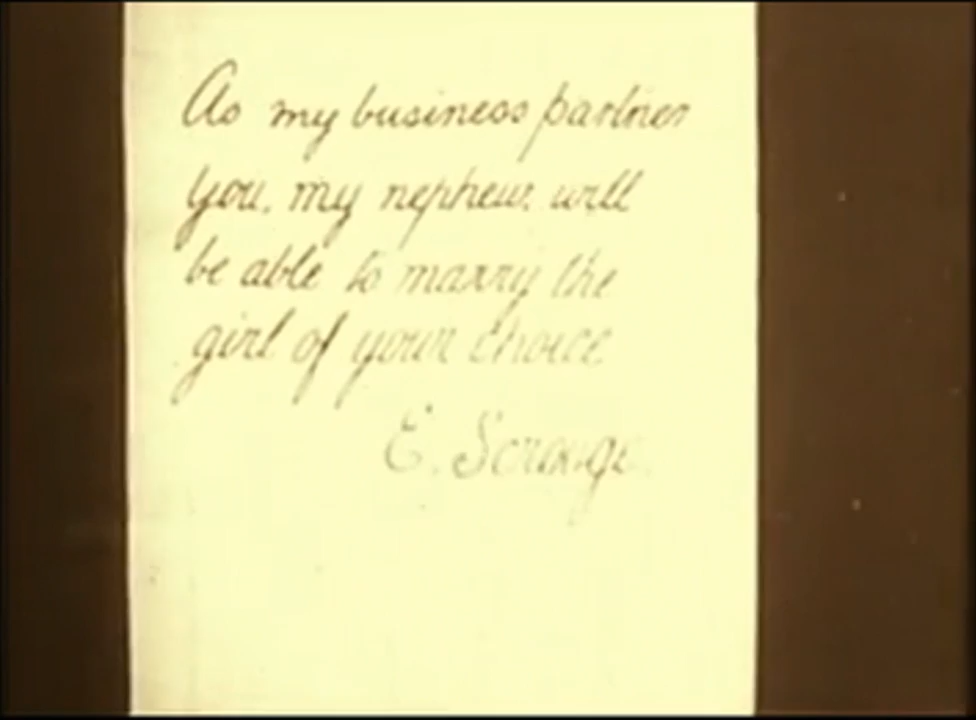 As my business partner
you, my nephew, will
be able to marry the
girl of your choice
E. Scrooge